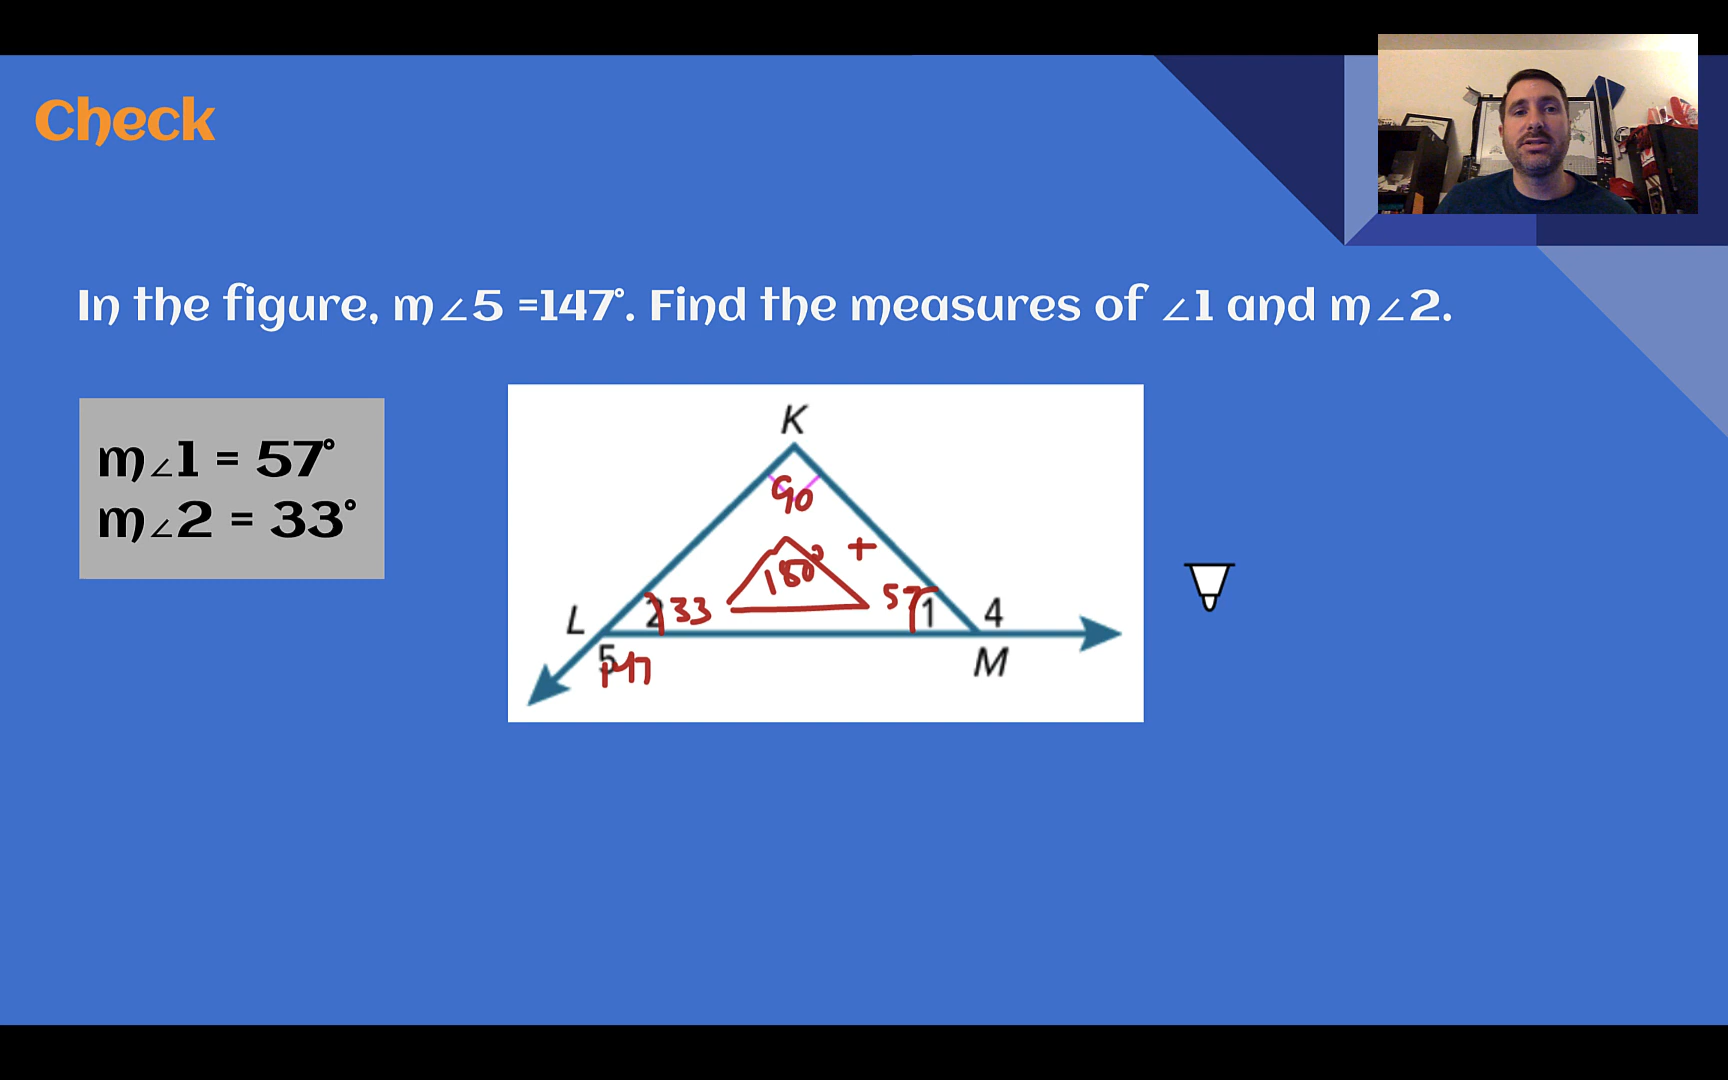 Check
In the figure, m∠5 =147°. Find the measures of ∠1 and m∠2.
m∠1 = 57°
m∠2 = 33°
K
90
180° +
L 2 33 57 1 4
5 147 M